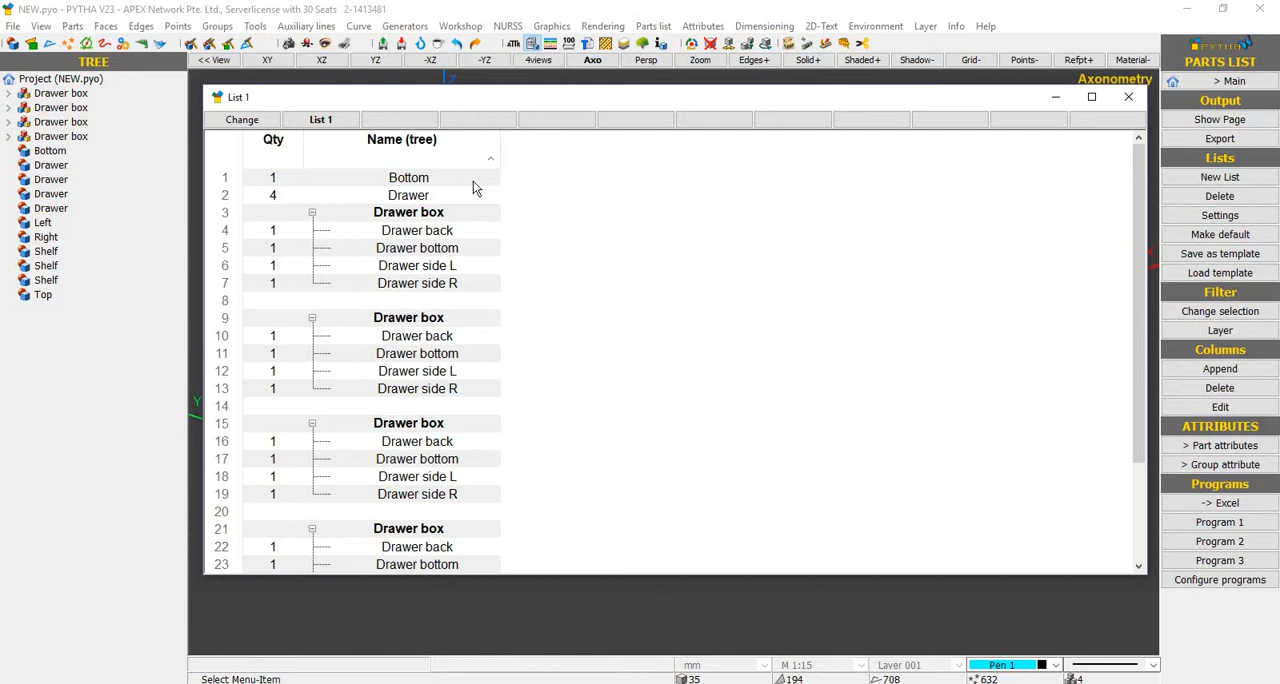 NEW.pyo - PYTHA V23 - APEX Network Pte. Ltd., Serverlicense with 30 Seats 2-1413481
File View Parts Faces Edges Points Groups Tools Auxiliary lines Curve Generators Workshop NURSS Graphics Rendering Parts list Attributes Dimensioning 2D-Text Environment Layer Info Help
ATTR 100
PYTHA
TREE << View XY XZ YZ -XZ -YZ 4views Axo Persp Zoom Edges+ Solid+ Shaded+ Shadow- Grid- Points- Refpt+ Material- PARTS LIST
Project (NEW.pyo)
Drawer box
Drawer box
Drawer box
Drawer box
Bottom
Drawer
Drawer
Drawer
Drawer
Left
Right
Shelf
Shelf
Shelf
Top
Z
Axonometry
Y
X
List 1
Change List 1
Qty Name (tree)
1 1 Bottom
2 4 Drawer
3 Drawer box
4 1 Drawer back
5 1 Drawer bottom
6 1 Drawer side L
7 1 Drawer side R
8
9 Drawer box
10 1 Drawer back
11 1 Drawer bottom
12 1 Drawer side L
13 1 Drawer side R
14
15 Drawer box
16 1 Drawer back
17 1 Drawer bottom
18 1 Drawer side L
19 1 Drawer side R
20
21 Drawer box
22 1 Drawer back
23 1 Drawer bottom
> Main
Output
Show Page
Export
Lists
New List
Delete
Settings
Make default
Save as template
Load template
Filter
Change selection
Layer
Columns
Append
Delete
Edit
ATTRIBUTES
> Part attributes
> Group attribute
Programs
-> Excel
Program 1
Program 2
Program 3
Configure programs
mm M 1:15 Layer 001 Pen 1
Select Menu-Item 35 194 708 632 4